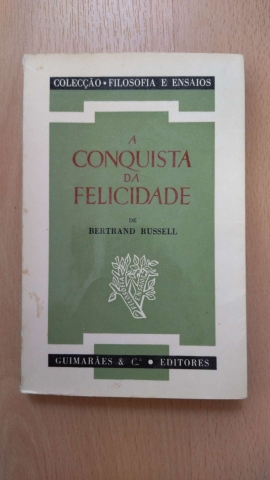 COLECÇÃO • FILOSOFIA E ENSAIOS
A
CONQUISTA
DA
FELICIDADE
DE
BERTRAND RUSSELL
GUIMARÃES & C.ª • EDITORES